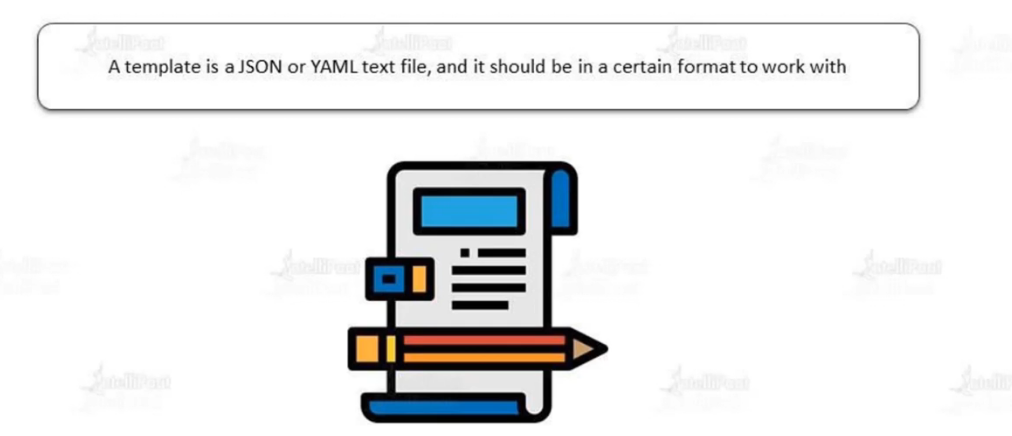 A template is a JSON or YAML text file, and it should be in a certain format to work with